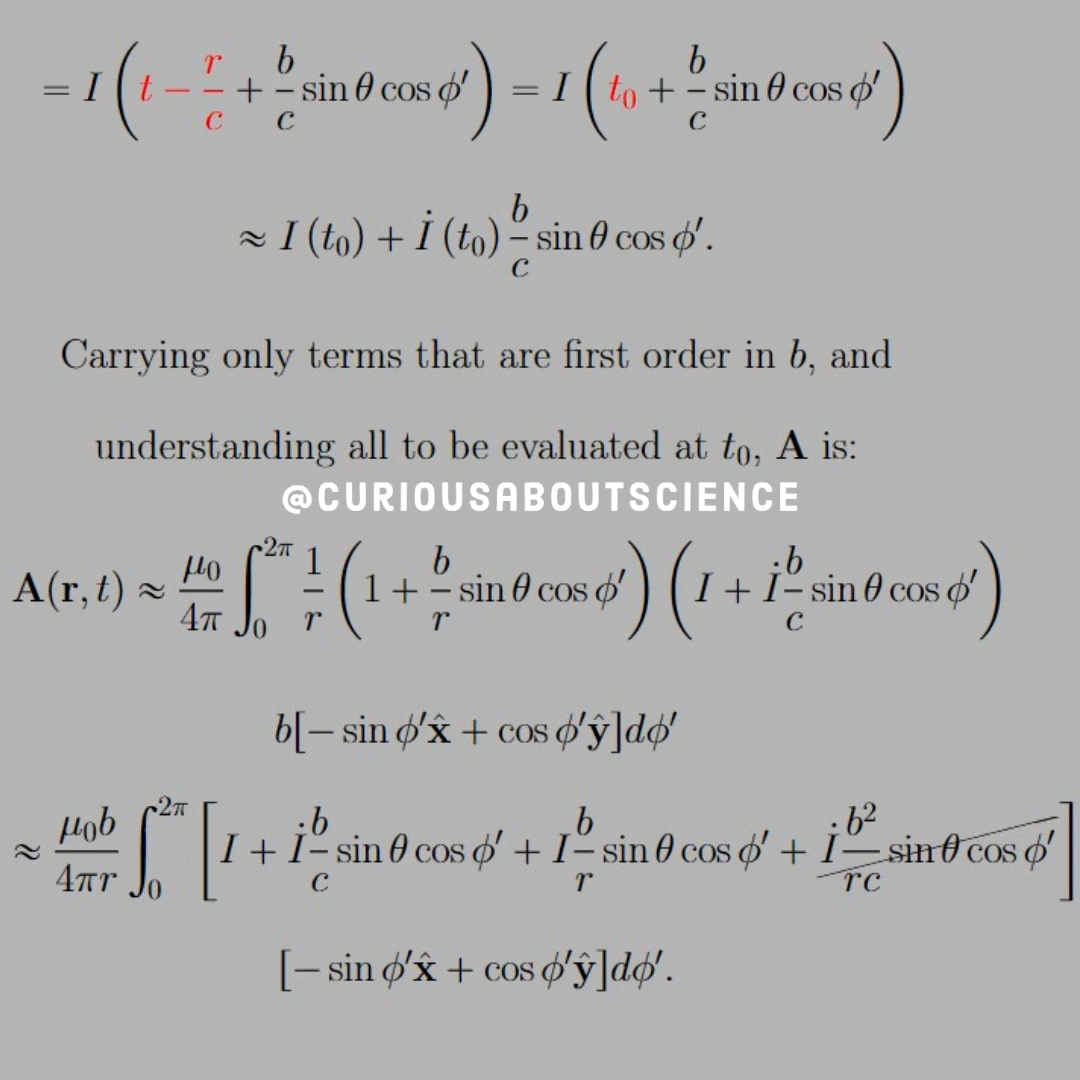 = I ( t − r/c + b/c sin θ cos ϕ′ ) = I ( t₀ + b/c sin θ cos ϕ′ )
≈ I (t₀) + İ (t₀) b/c sin θ cos ϕ′.
Carrying only terms that are first order in b, and
understanding all to be evaluated at t₀, A is:
@CURIOUSABOUTSCIENCE
A(r, t) ≈ μ₀/4π ∫₀^2π 1/r ( 1 + b/r sin θ cos ϕ′ ) ( I + İ b/c sin θ cos ϕ′ )
b[− sin ϕ′x̂ + cos ϕ′ŷ]dϕ′
≈ μ₀b/4πr ∫₀^2π [ I + İ b/c sin θ cos ϕ′ + I b/r sin θ cos ϕ′ + İ b²/rc sin θ cos ϕ′ ]
[− sin ϕ′x̂ + cos ϕ′ŷ]dϕ′.